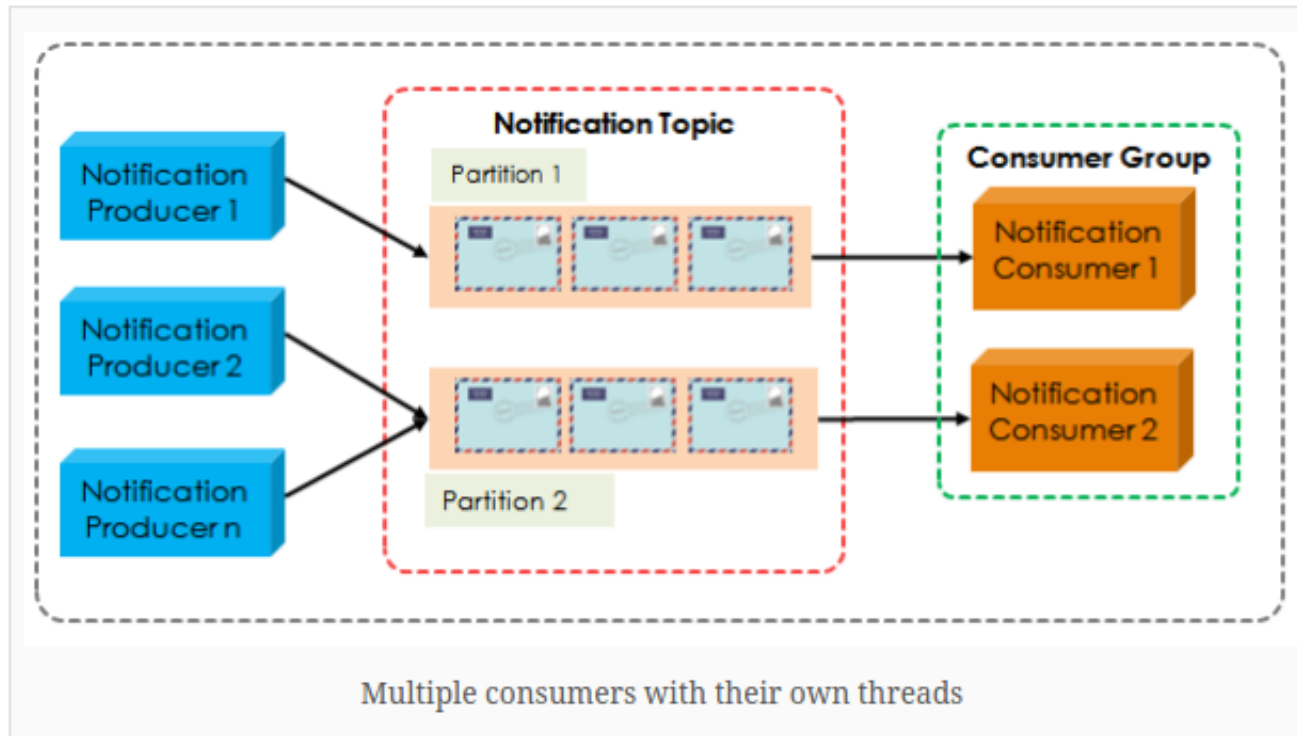 Notification Topic
Notification
Producer 1
Partition 1
Consumer Group
Notification
Consumer 1
Notification
Producer 2
Notification
Consumer 2
Notification
Producer n
Partition 2
Multiple consumers with their own threads